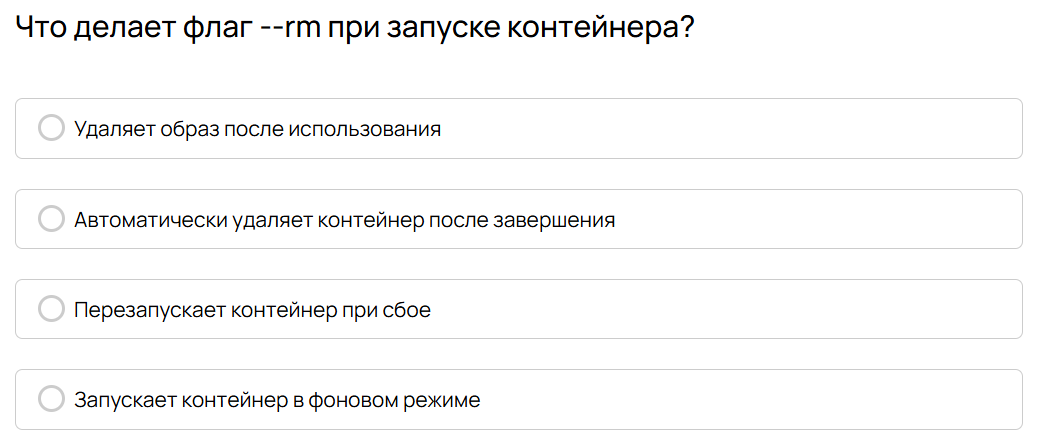 Что делает флаг --rm при запуске контейнера?
Удаляет образ после использования
Автоматически удаляет контейнер после завершения
Перезапускает контейнер при сбое
Запускает контейнер в фоновом режиме